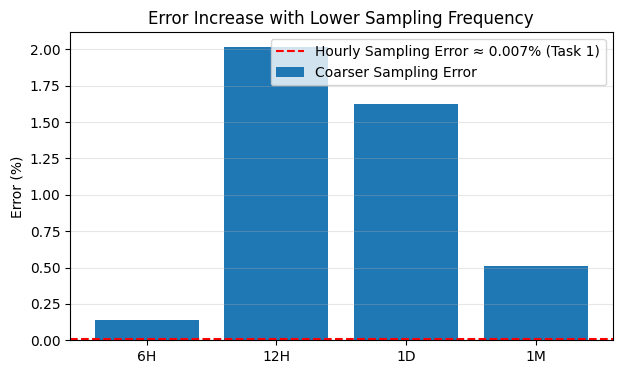 Error Increase with Lower Sampling Frequency
Hourly Sampling Error ≈ 0.007% (Task 1)
Coarser Sampling Error
Error (%)
2.00
1.75
1.50
1.25
1.00
0.75
0.50
0.25
0.00
6H
12H
1D
1M